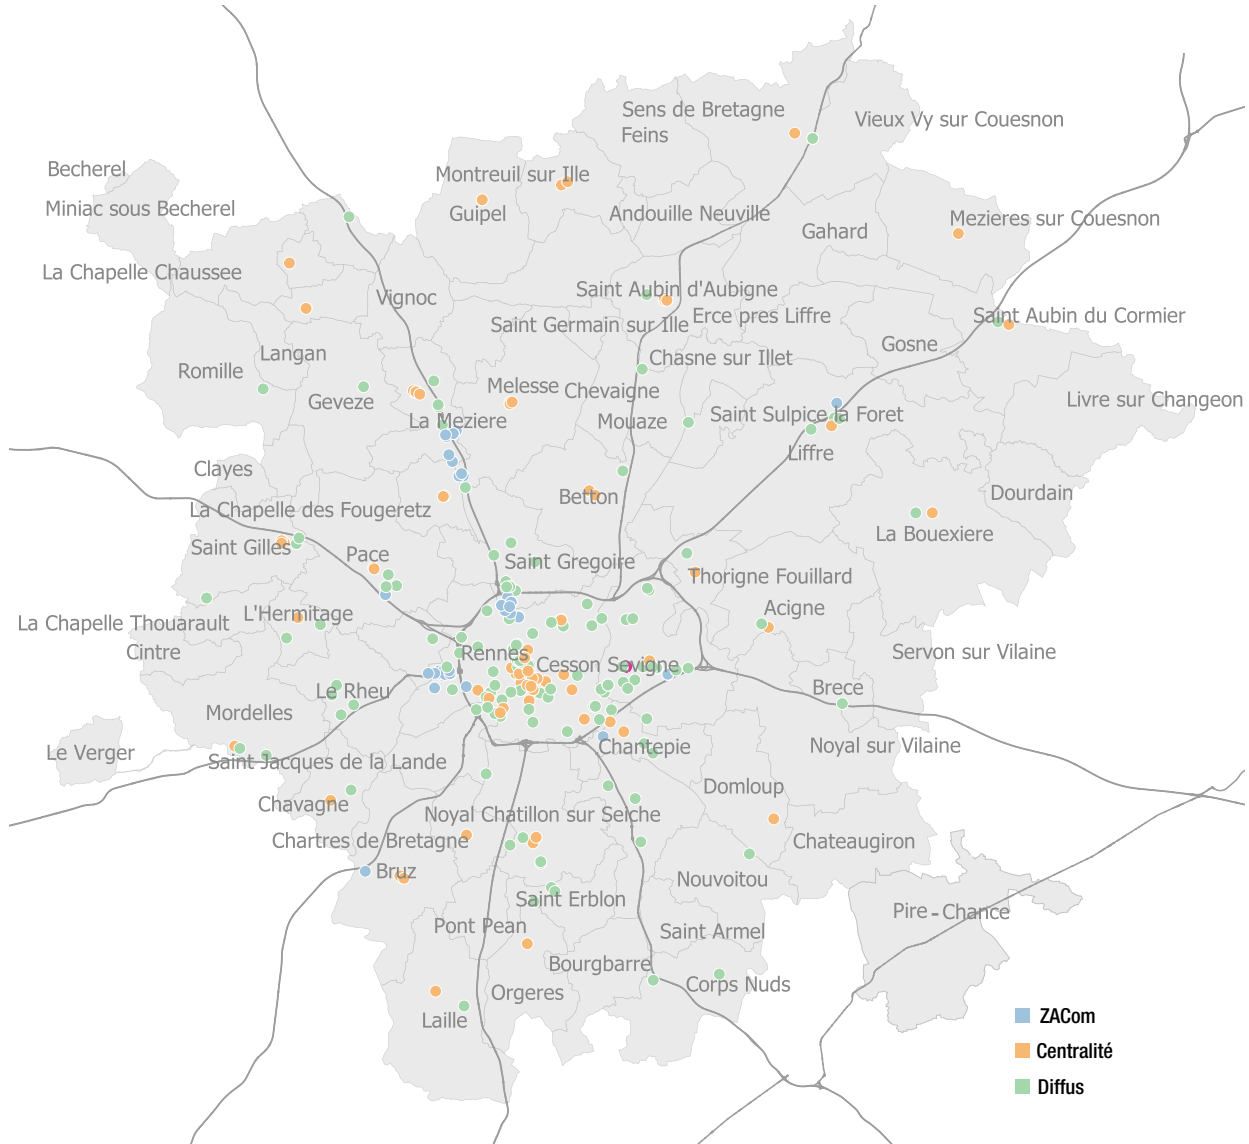 Sens de Bretagne
Vieux Vy sur Couesnon
Feins
Becherel
Montreuil sur Ille
Miniac sous Becherel
Guipel
Andouille Neuville
Mezieres sur Couesnon
Gahard
La Chapelle Chaussee
Saint Aubin d'Aubigne
Vignoc
Erce pres Liffre
Saint Aubin du Cormier
Saint Germain sur Ille
Gosne
Langan
Chasne sur Illet
Romille
Melesse
Chevaigne
Livre sur Changeon
Geveze
La Meziere
Mouaze
Saint Sulpice la Foret
Liffre
Clayes
Betton
Dourdain
La Chapelle des Fougeretz
La Bouexiere
Saint Gilles
Pace
Saint Gregoire
Thorigne Fouillard
L'Hermitage
Acigne
La Chapelle Thouarault
Cintre
Rennes
Cesson Sevigne
Servon sur Vilaine
Le Rheu
Brece
Mordelles
Le Verger
Chantepie
Noyal sur Vilaine
Saint Jacques de la Lande
Domloup
Chavagne
Noyal Chatillon sur Seiche
Chartres de Bretagne
Chateaugiron
Bruz
Nouvoitou
Saint Erblon
Pire-Chance
Pont Pean
Saint Armel
Bourgbarre
Corps Nuds
Orgeres
Laille
ZACom
Centralité
Diffus